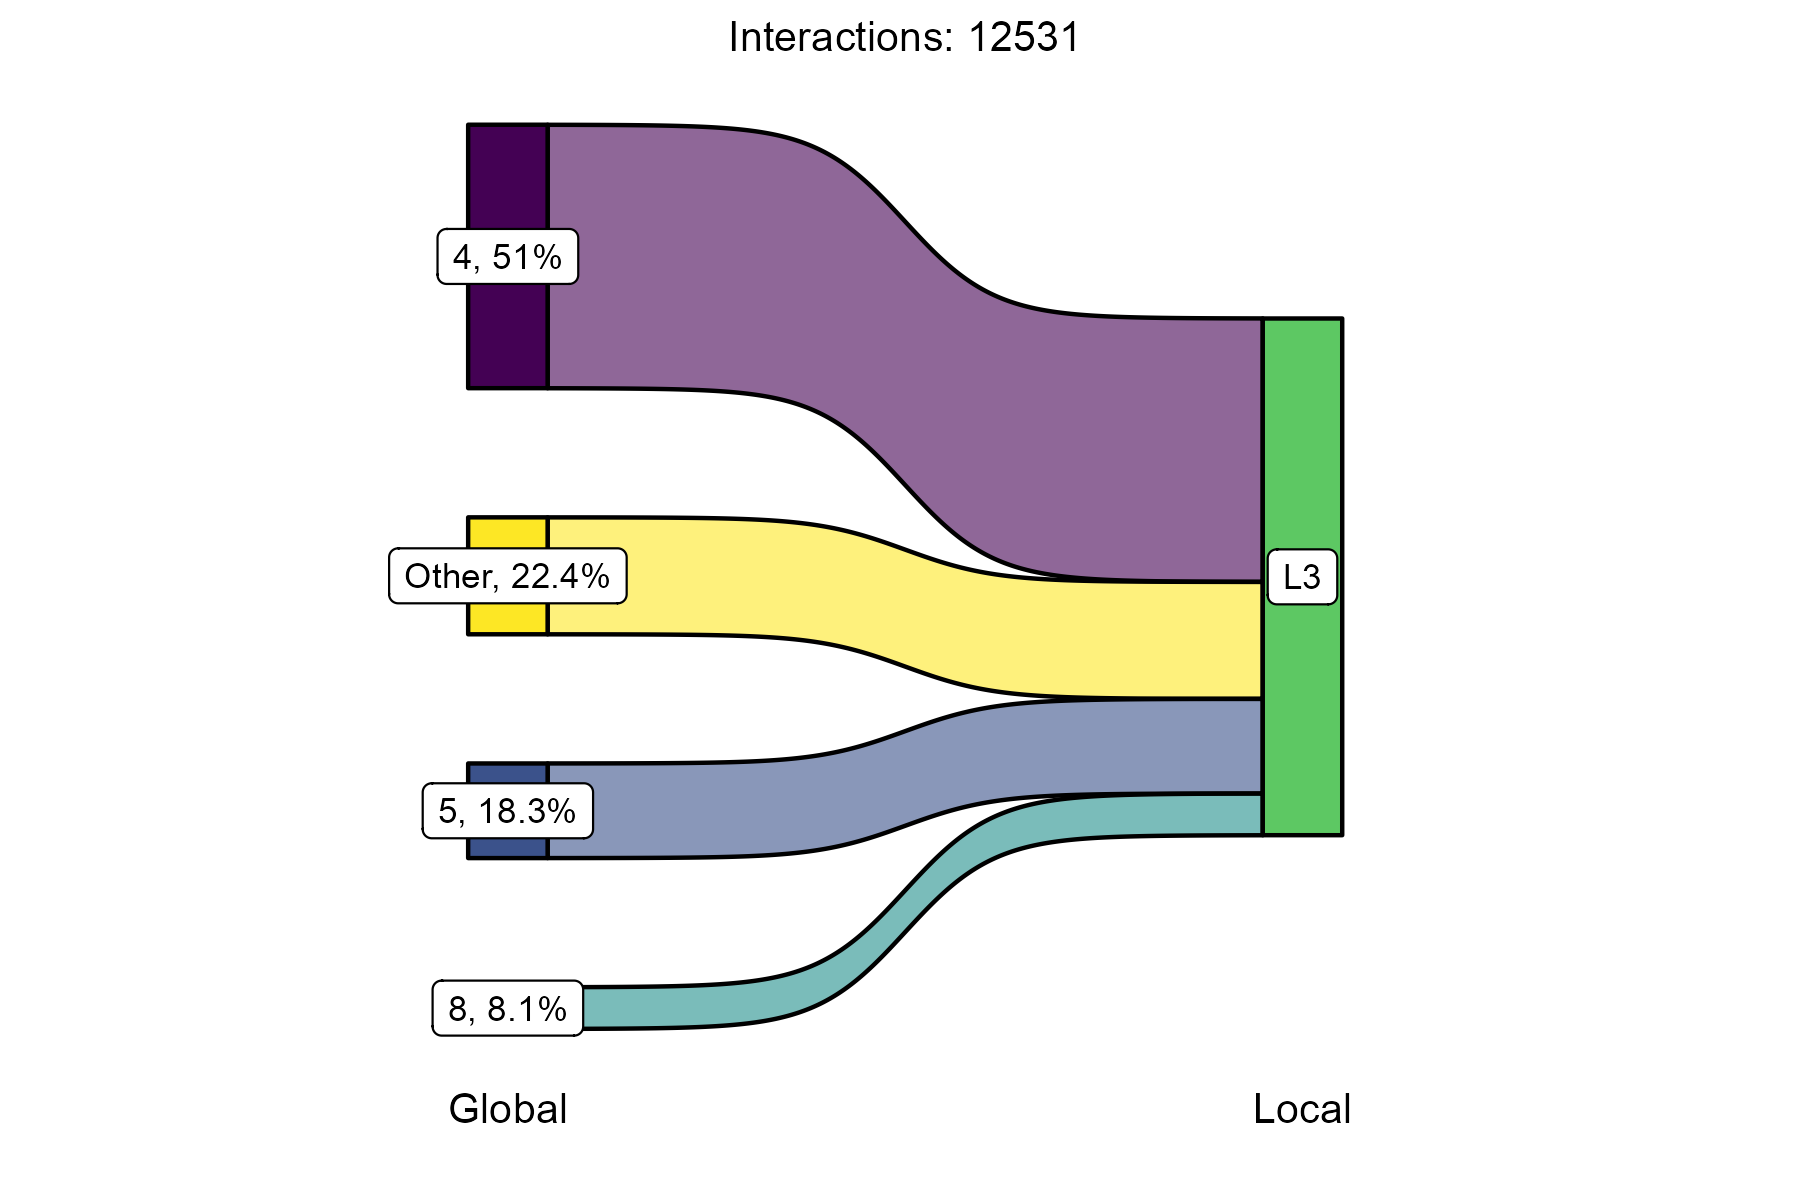 Interactions: 12531
4, 51%
Other, 22.4%
L3
5, 18.3%
8, 8.1%
Global
Local